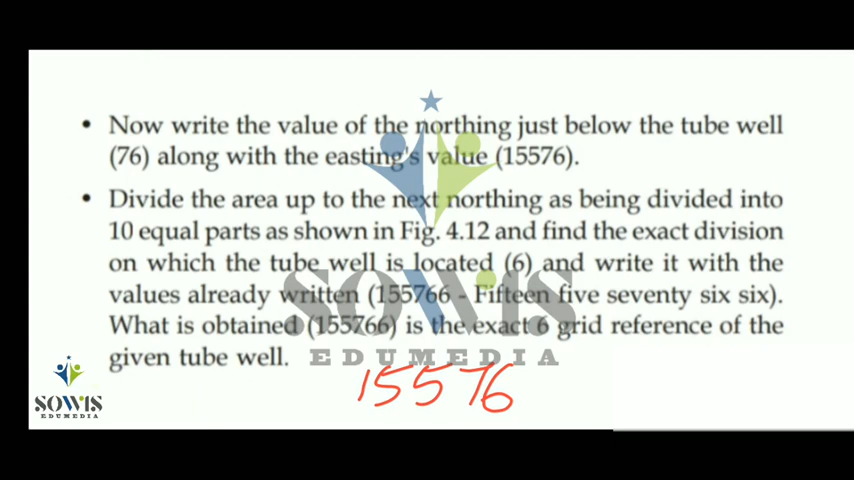 • Now write the value of the northing just below the tube well
(76) along with the easting's value (15576).
• Divide the area up to the next northing as being divided into
10 equal parts as shown in Fig. 4.12 and find the exact division
on which the tube well is located (6) and write it with the
values already written (155766 - Fifteen five seventy six six).
What is obtained (155766) is the exact 6 grid reference of the
given tube well.
SOWiS
EDUMEDIA
15576
SOWiS
EDUMEDIA